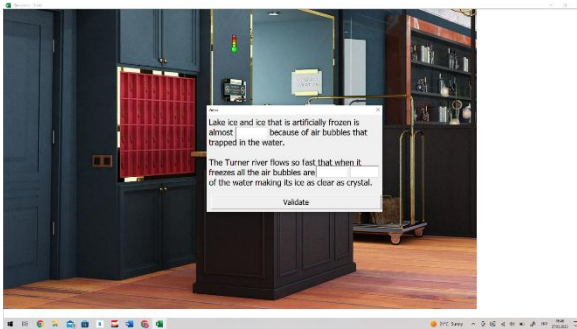 Lake ice and ice that is artificially frozen is
almost because of air bubbles that
trapped in the water.
The Turner river flows so fast that when it
freezes all the air bubbles are
of the water making its ice as clear as crystal.
Validate
Sunny